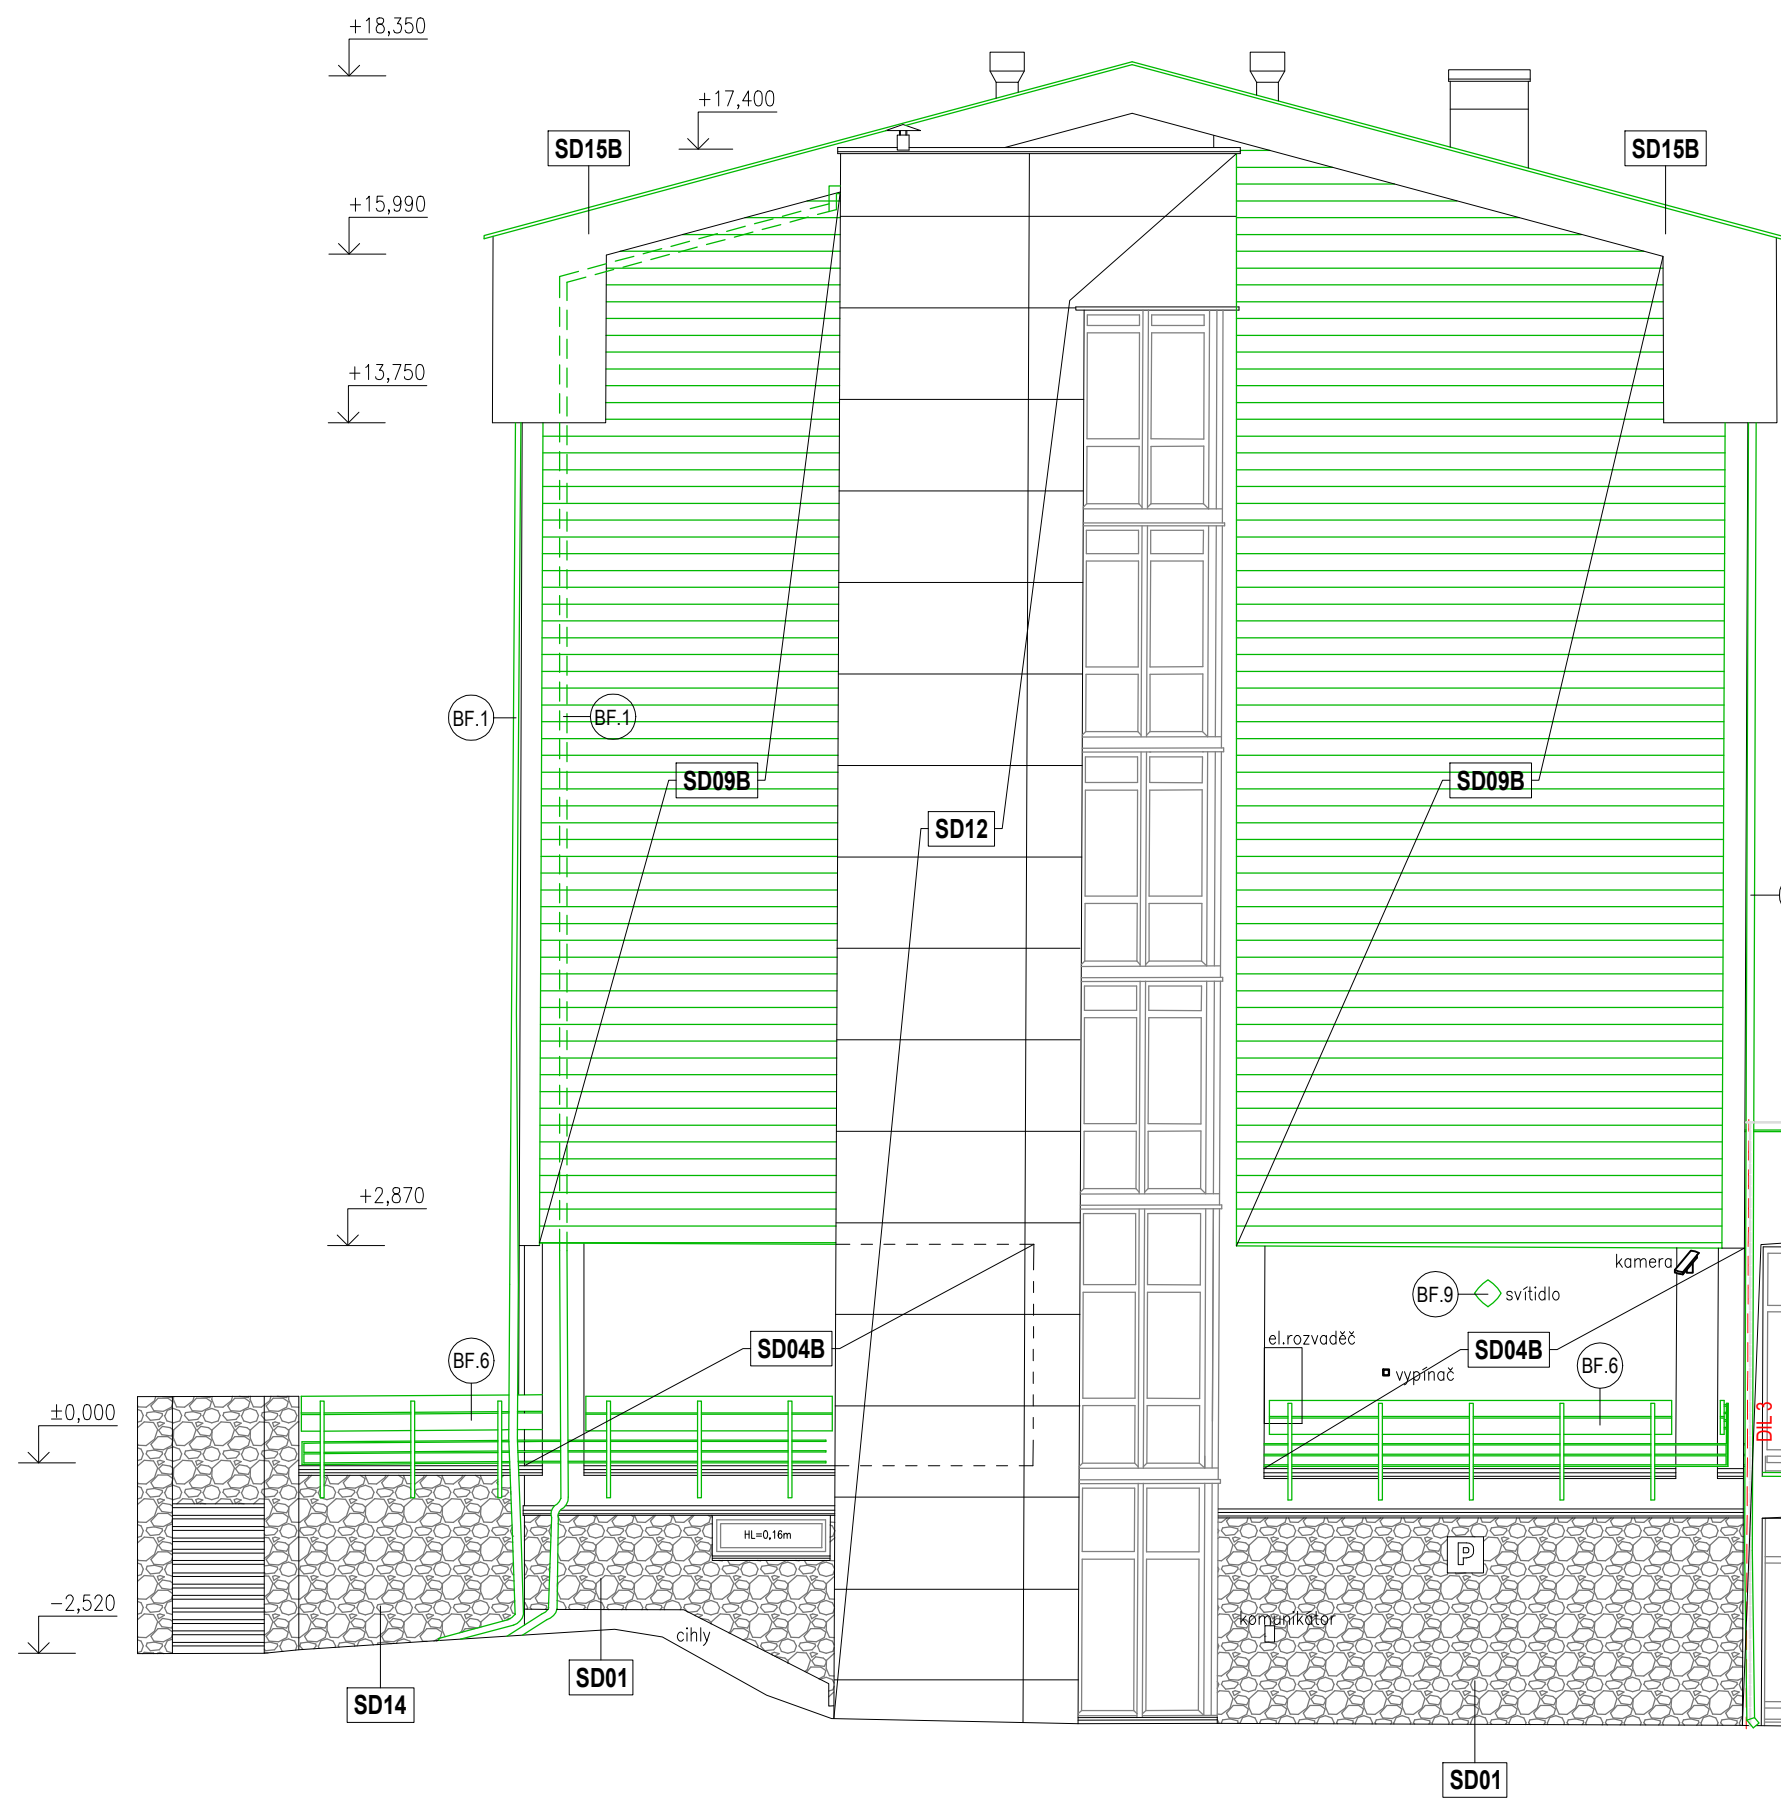 +18,350
+17,400
SD15B
SD15B
+15,990
+13,750
BF.1
BF.1
SD09B
SD09B
SD12
+2,870
kamera
BF.9
svítidlo
el.rozvaděč
SD04B
SD04B
BF.6
BF.6
vypínač
±0,000
DIL 3
HL=0,16m
P
-2,520
komunikátor
cihly
SD01
SD14
SD01